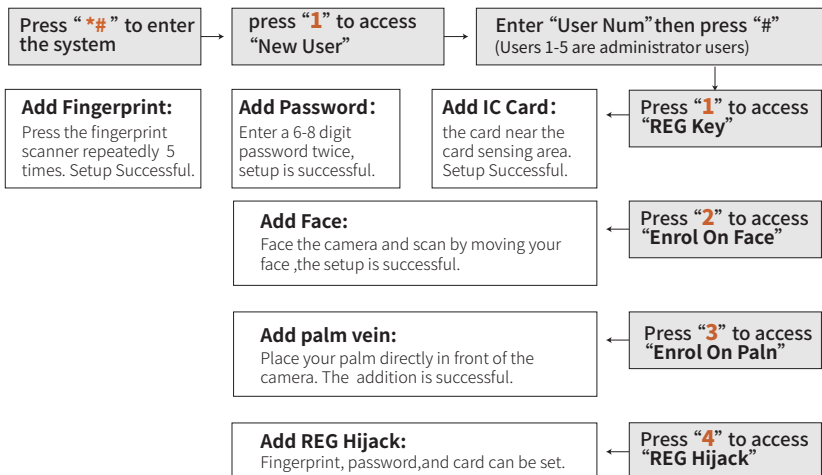 Press “ *# ” to enter
the system
press “1” to access
“New User”
Enter “User Num”then press “#”
(Users 1-5 are administrator users)
Add Fingerprint:
Press the fingerprint
scanner repeatedly 5
times. Setup Successful.
Add Password：
Enter a 6-8 digit
password twice,
setup is successful.
Add IC Card：
the card near the
card sensing area.
Setup Successful.
Press “1” to access
“REG Key”
Add Face:
Face the camera and scan by moving your
face ,the setup is successful.
Press “2” to access
“Enrol On Face”
Add palm vein:
Place your palm directly in front of the
camera. The addition is successful.
Press “3” to access
“Enrol On Paln”
Add REG Hijack:
Fingerprint, password,and card can be set.
Press “4” to access
“REG Hijack”